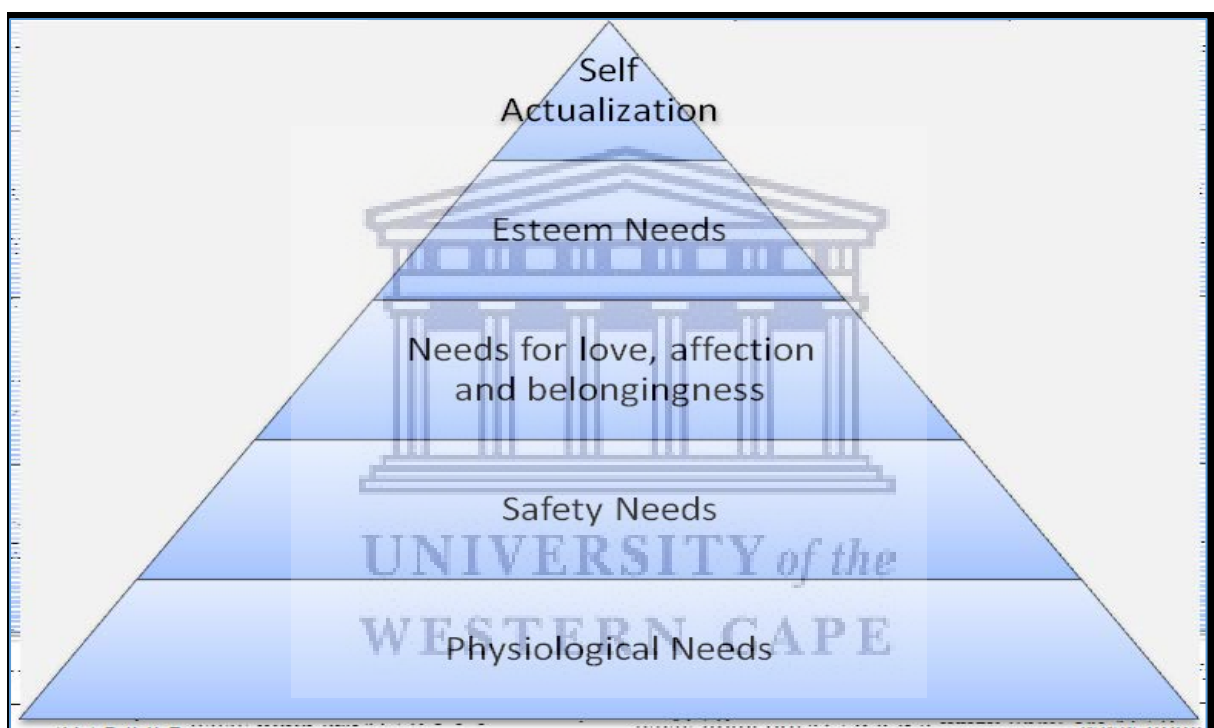 Self
Actualization
Esteem Needs
Needs for love, affection
and belongingness
Safety Needs
UNIVERSITY of the
WESTERN CAPE
Physiological Needs